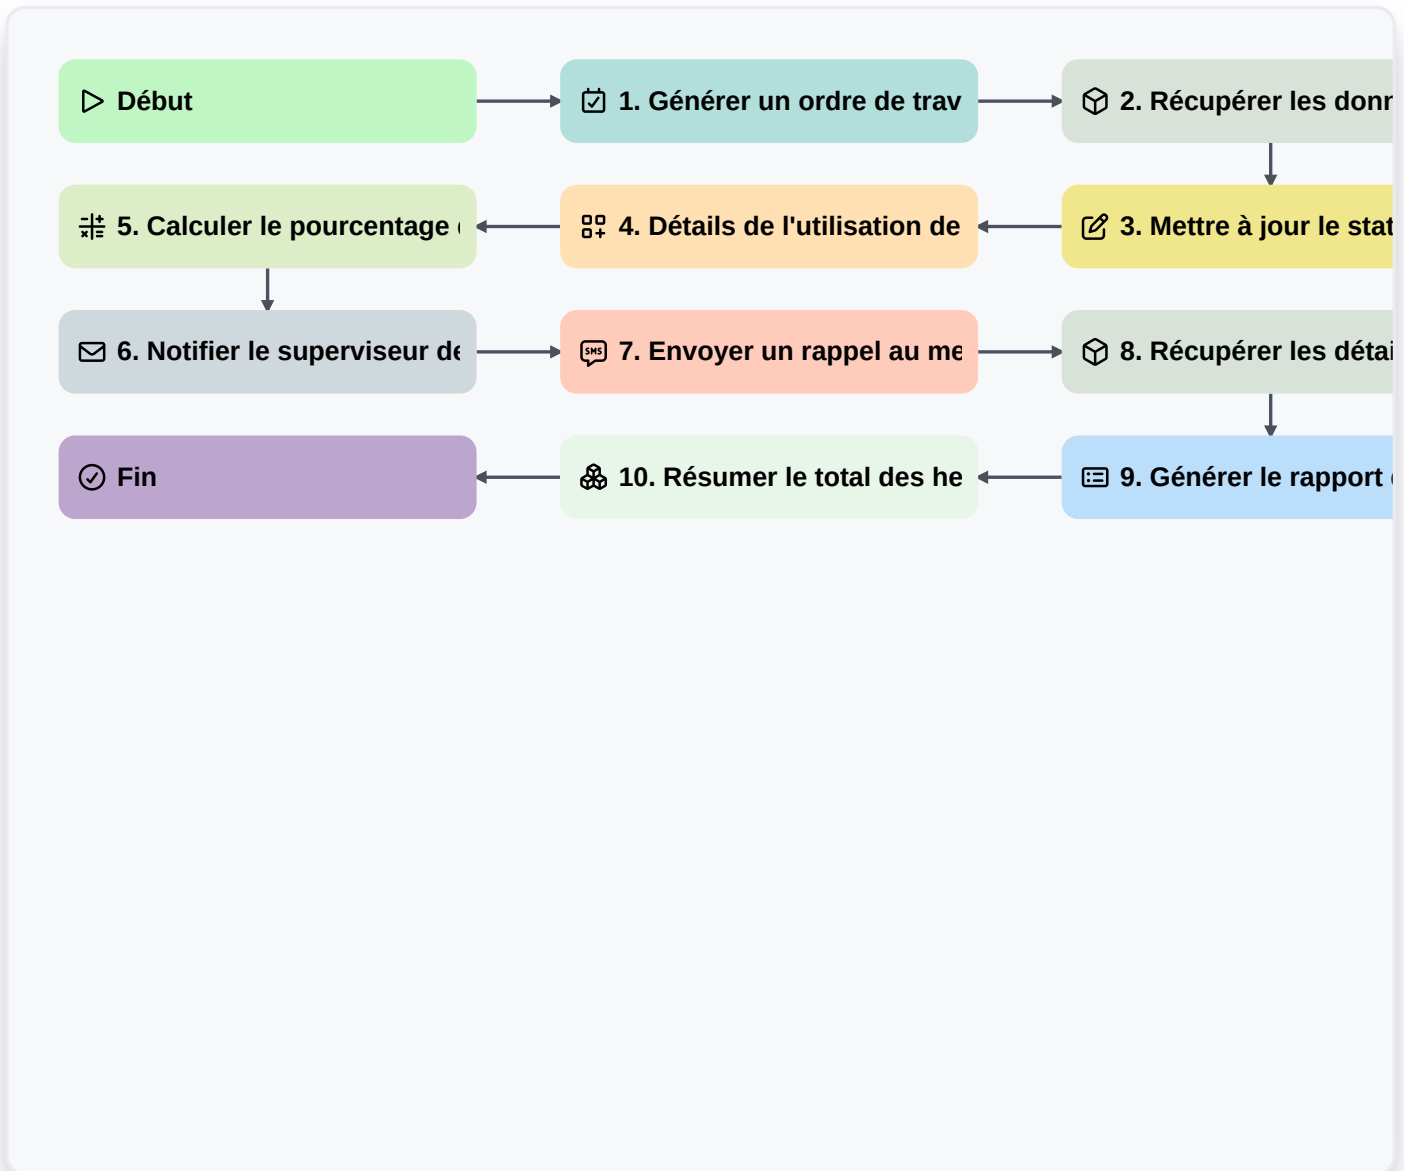 Début
1. Générer un ordre de trav
2. Récupérer les donn
5. Calculer le pourcentage
4. Détails de l'utilisation de
3. Mettre à jour le stat
6. Notifier le superviseur de
7. Envoyer un rappel au me
8. Récupérer les détai
Fin
10. Résumer le total des he
9. Générer le rapport
SMS